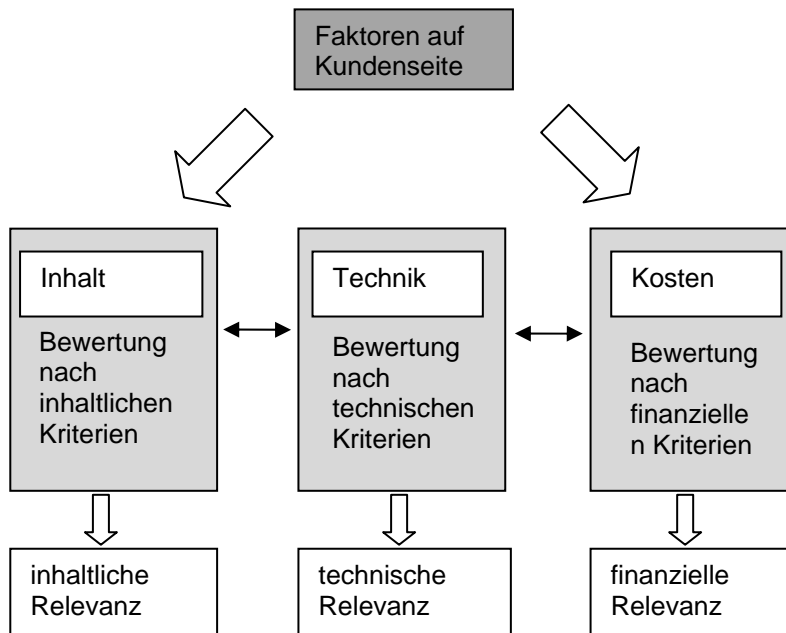 Faktoren auf
Kundenseite
Inhalt
Bewertung
nach
inhaltlichen
Kriterien
Technik
Bewertung
nach
technischen
Kriterien
Kosten
Bewertung
nach
finanzielle
n Kriterien
inhaltliche
Relevanz
technische
Relevanz
finanzielle
Relevanz